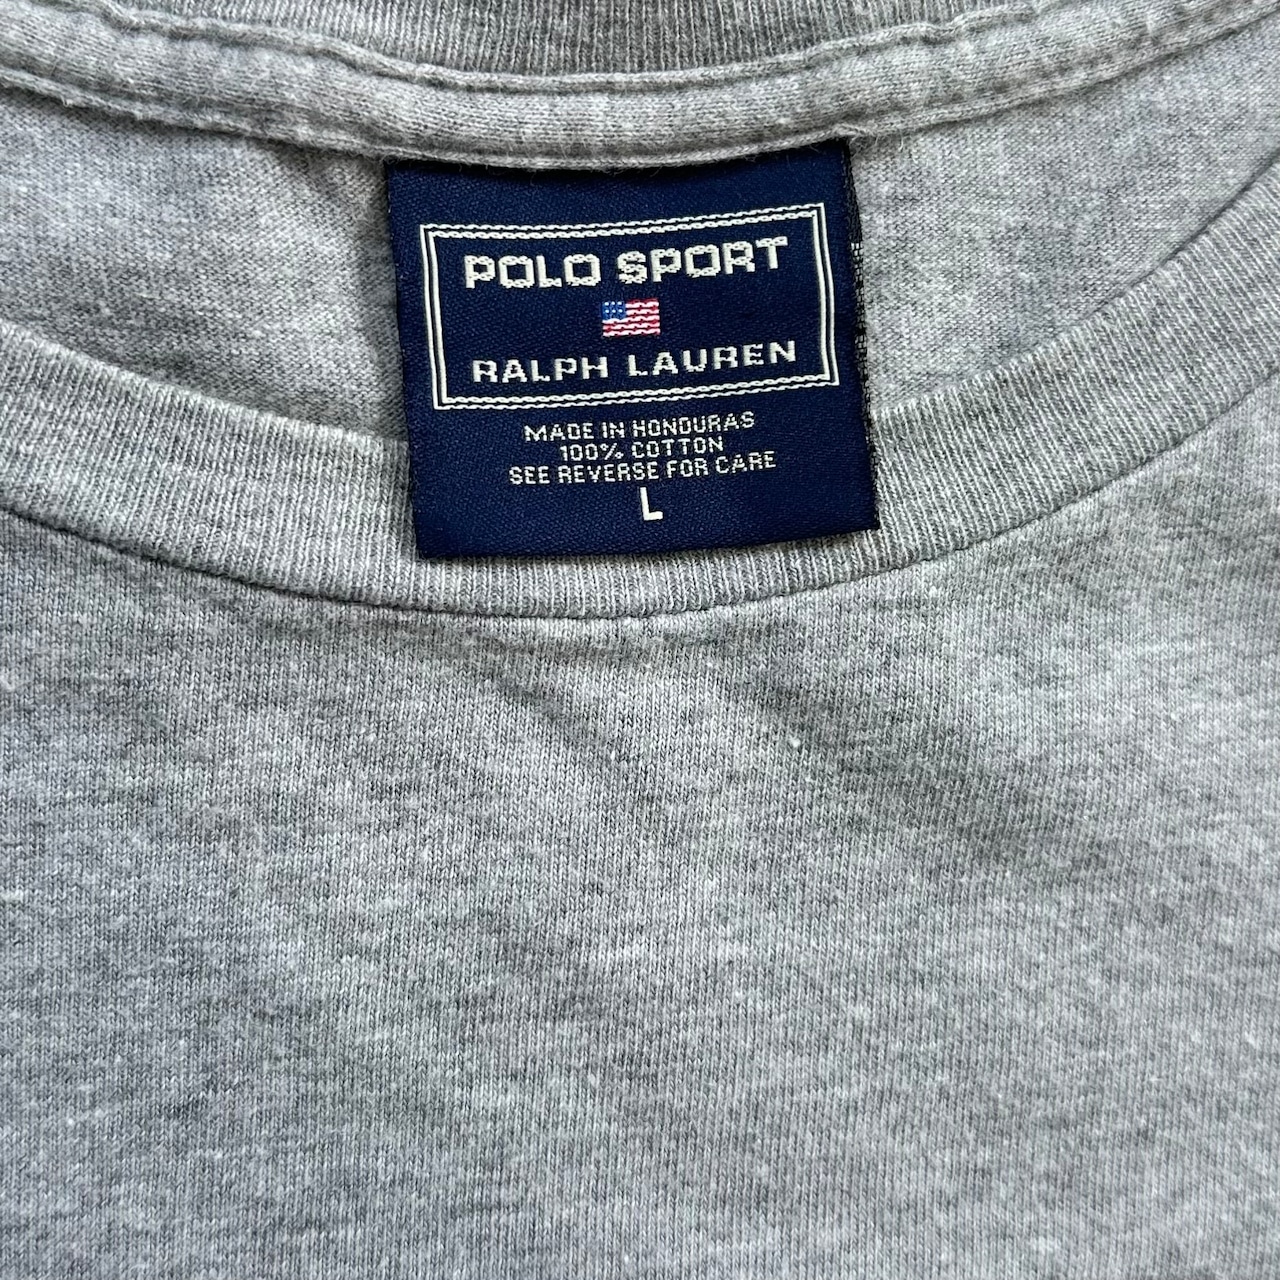 POLO SPORT
RALPH LAUREN
MADE IN HONDURAS
100% COTTON
SEE REVERSE FOR CARE
L